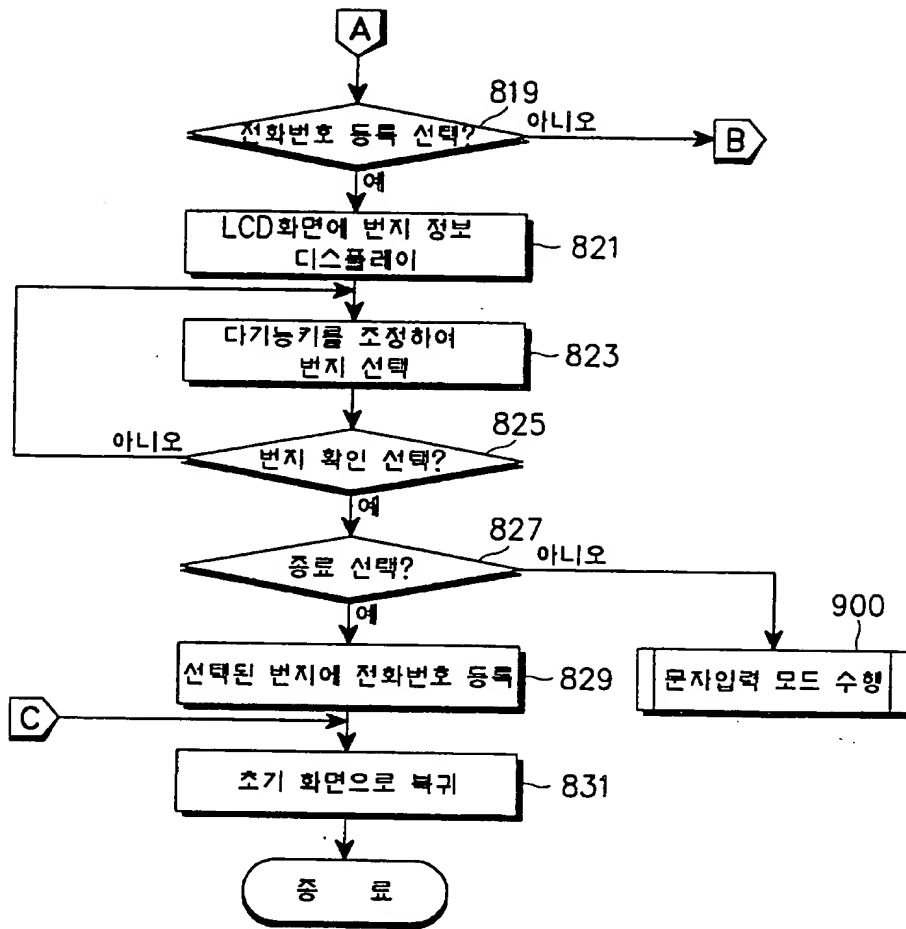 A
819
전화번호 등록 선택?
아니오
B
예
LCD화면에 번지 정보
디스플레이
821
다기능키를 조정하여
번지 선택
823
825
아니오
번지 확인 선택?
예
827
종료 선택?
아니오
예
900
선택된 번지에 전화번호 등록
829
문자입력 모드 수행
C
초기 화면으로 복귀
831
종 료